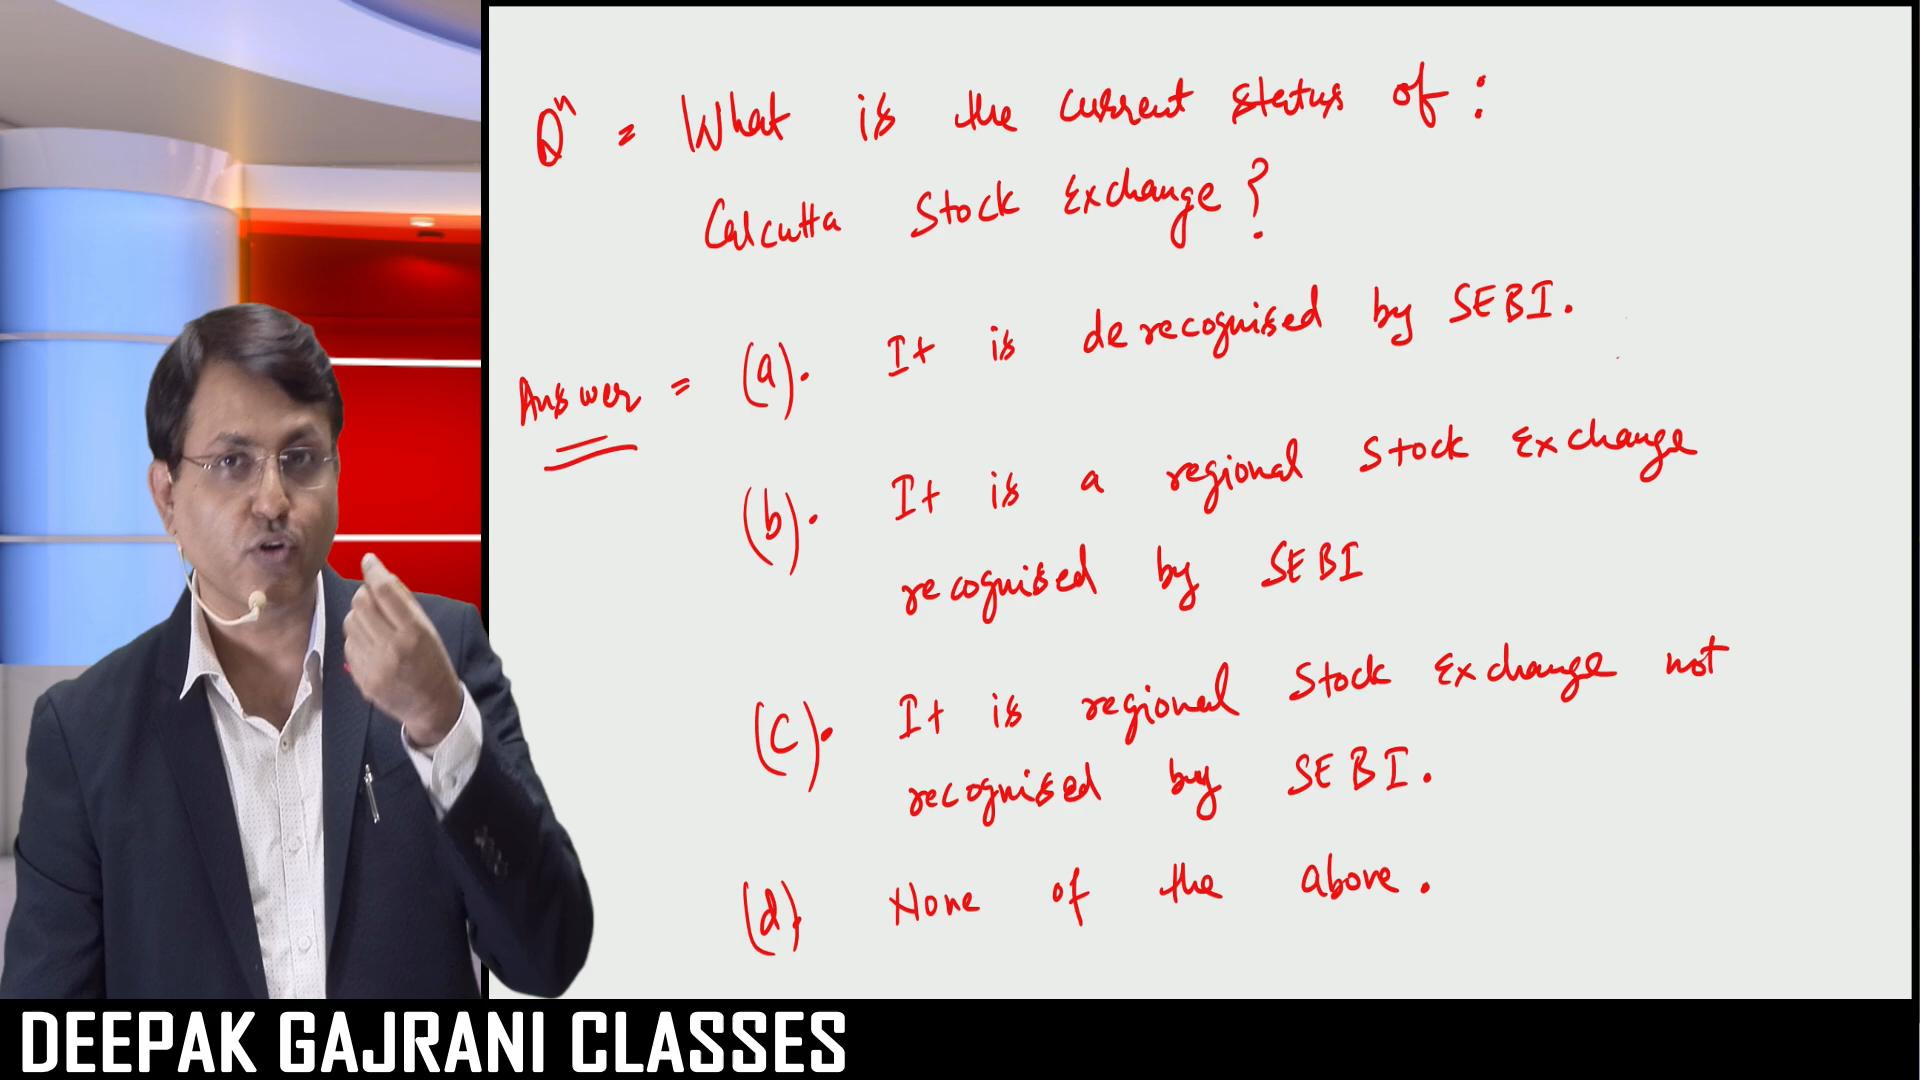 Qn = What is the current status of :
Calcutta Stock Exchange ?
Answer = (a). It is derecognised by SEBI.
(b). It is a regional Stock Exchange
recognised by SEBI
(c). It is regional Stock Exchange not
recognised by SEBI.
(d) None of the above.
DEEPAK GAJRANI CLASSES